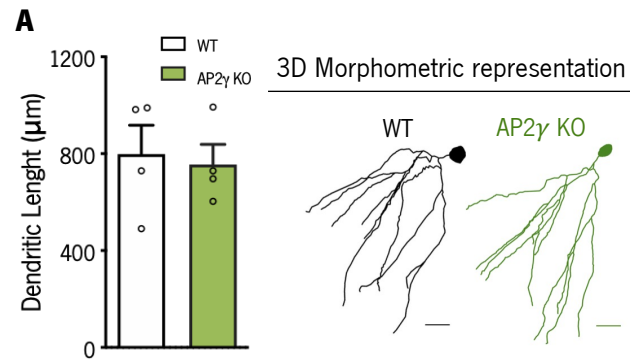 A
WT
AP2γ KO
1200
800
400
0
Dendritic Lenght (μm)
3D Morphometric representation
WT
AP2γ KO